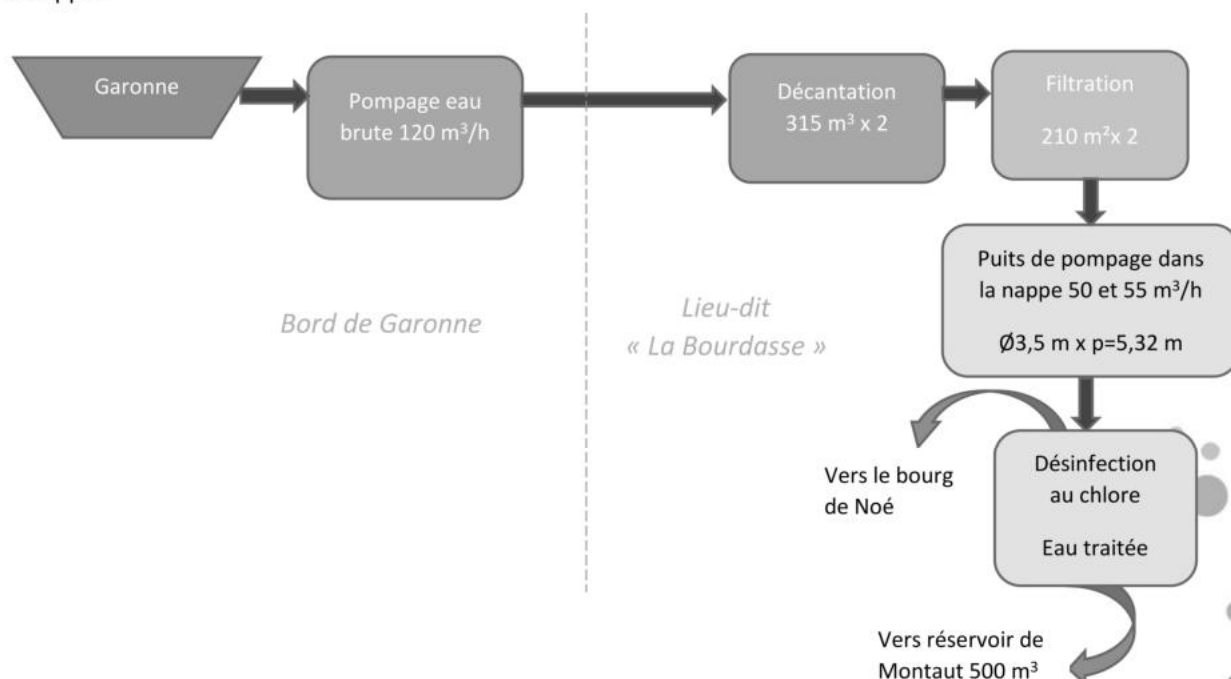 Garonne
Pompage eau
brute 120 m³/h
Décantation
315 m³ x 2
Filtration
210 m²x 2
Puits de pompage dans
la nappe 50 et 55 m³/h
Ø3,5 m x p=5,32 m
Bord de Garonne
Lieu-dit
« La Bourdasse »
Vers le bourg
de Noé
Désinfection
au chlore
Eau traitée
Vers réservoir de
Montaut 500 m³